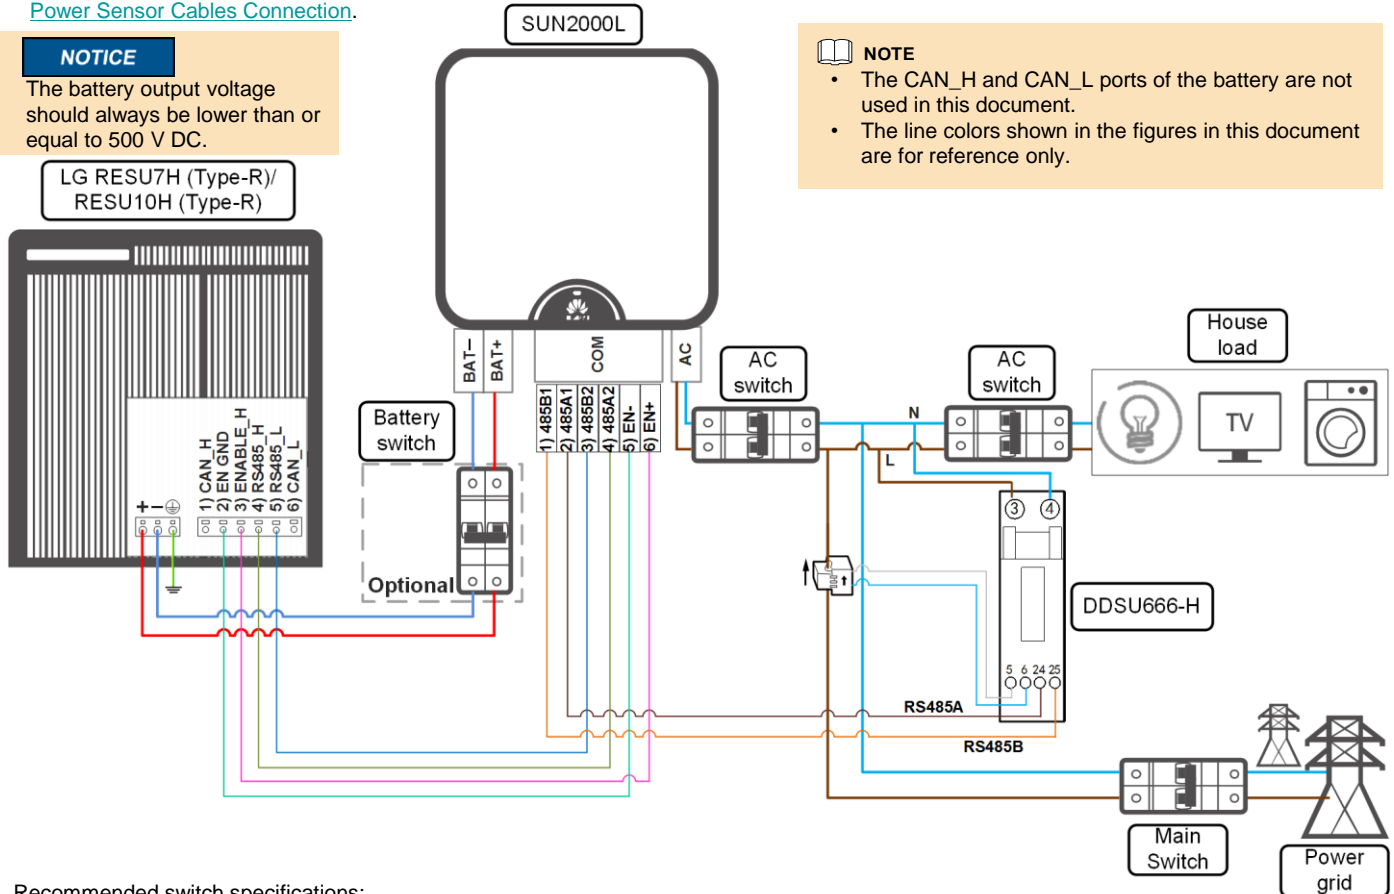 Power Sensor Cables Connection.
SUN2000L
NOTICE
The battery output voltage
should always be lower than or
equal to 500 V DC.
NOTE
• The CAN_H and CAN_L ports of the battery are not
used in this document.
• The line colors shown in the figures in this document
are for reference only.
LG RESU7H (Type-R)/
RESU10H (Type-R)
BAT−
BAT+
COM
AC
1) 485B1
2) 485A1
3) 485B2
4) 485A2
5) EN-
6) EN+
AC
switch
AC
switch
House
load
TV
Battery
switch
Optional
+
−
1) CAN_H
2) EN GND
3) ENABLE_H
4) RS485_H
5) RS485_L
6) CAN_L
N
L
3
4
DDSU666-H
5 6 24 25
RS485A
RS485B
Main
Switch
Power
grid
Recommended switch specifications: